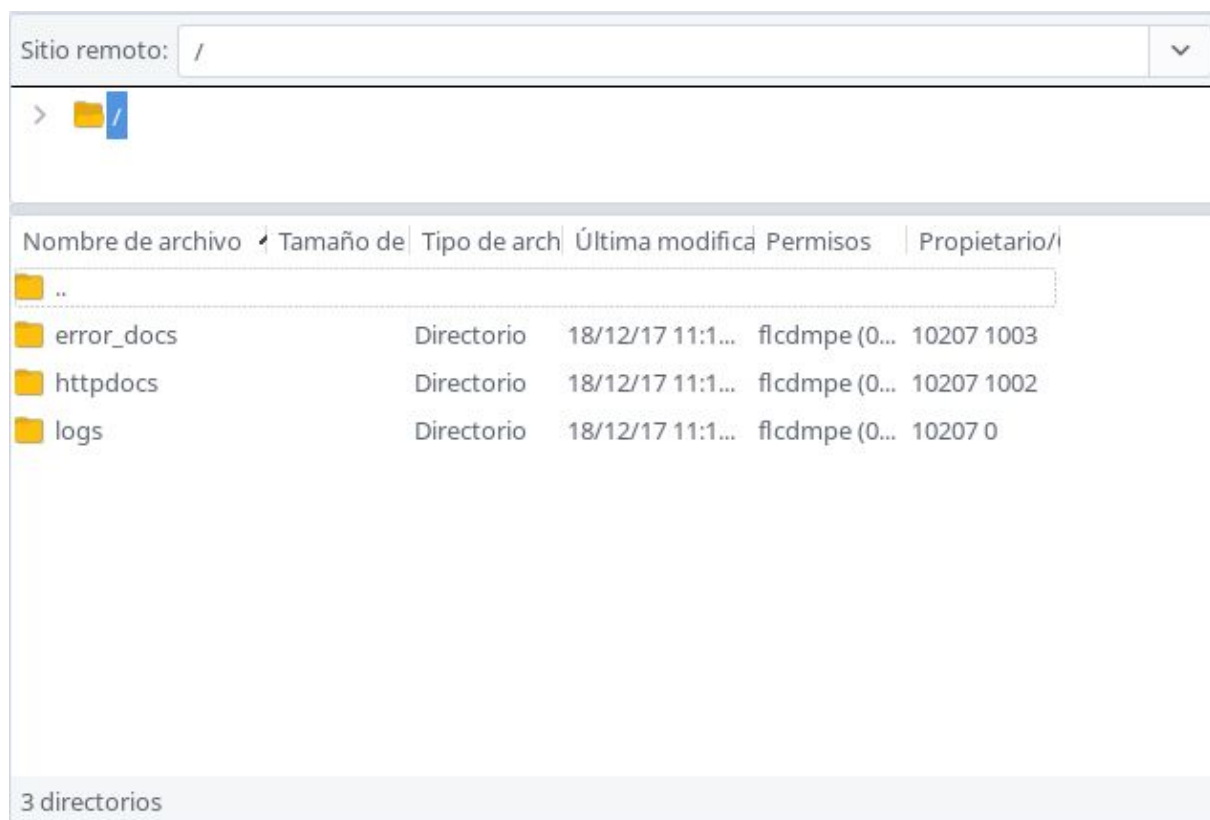 Sitio remoto: /
/
Nombre de archivo Tamaño de Tipo de arch Última modifica Permisos Propietario/
..
error_docs Directorio 18/12/17 11:1... flcdmpe (0... 10207 1003
httpdocs Directorio 18/12/17 11:1... flcdmpe (0... 10207 1002
logs Directorio 18/12/17 11:1... flcdmpe (0... 10207 0
3 directorios